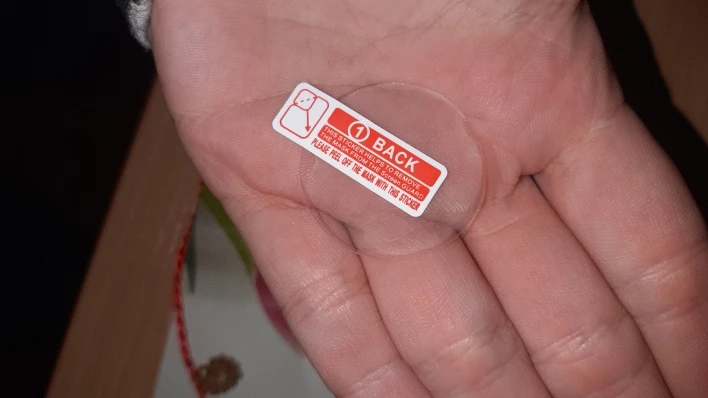 1 BACK
THIS STICKER HELPS TO REMOVE
THE MASK FROM THE Screen GUARD
PLEASE PEEL OFF THE MASK WITH THIS STICKER